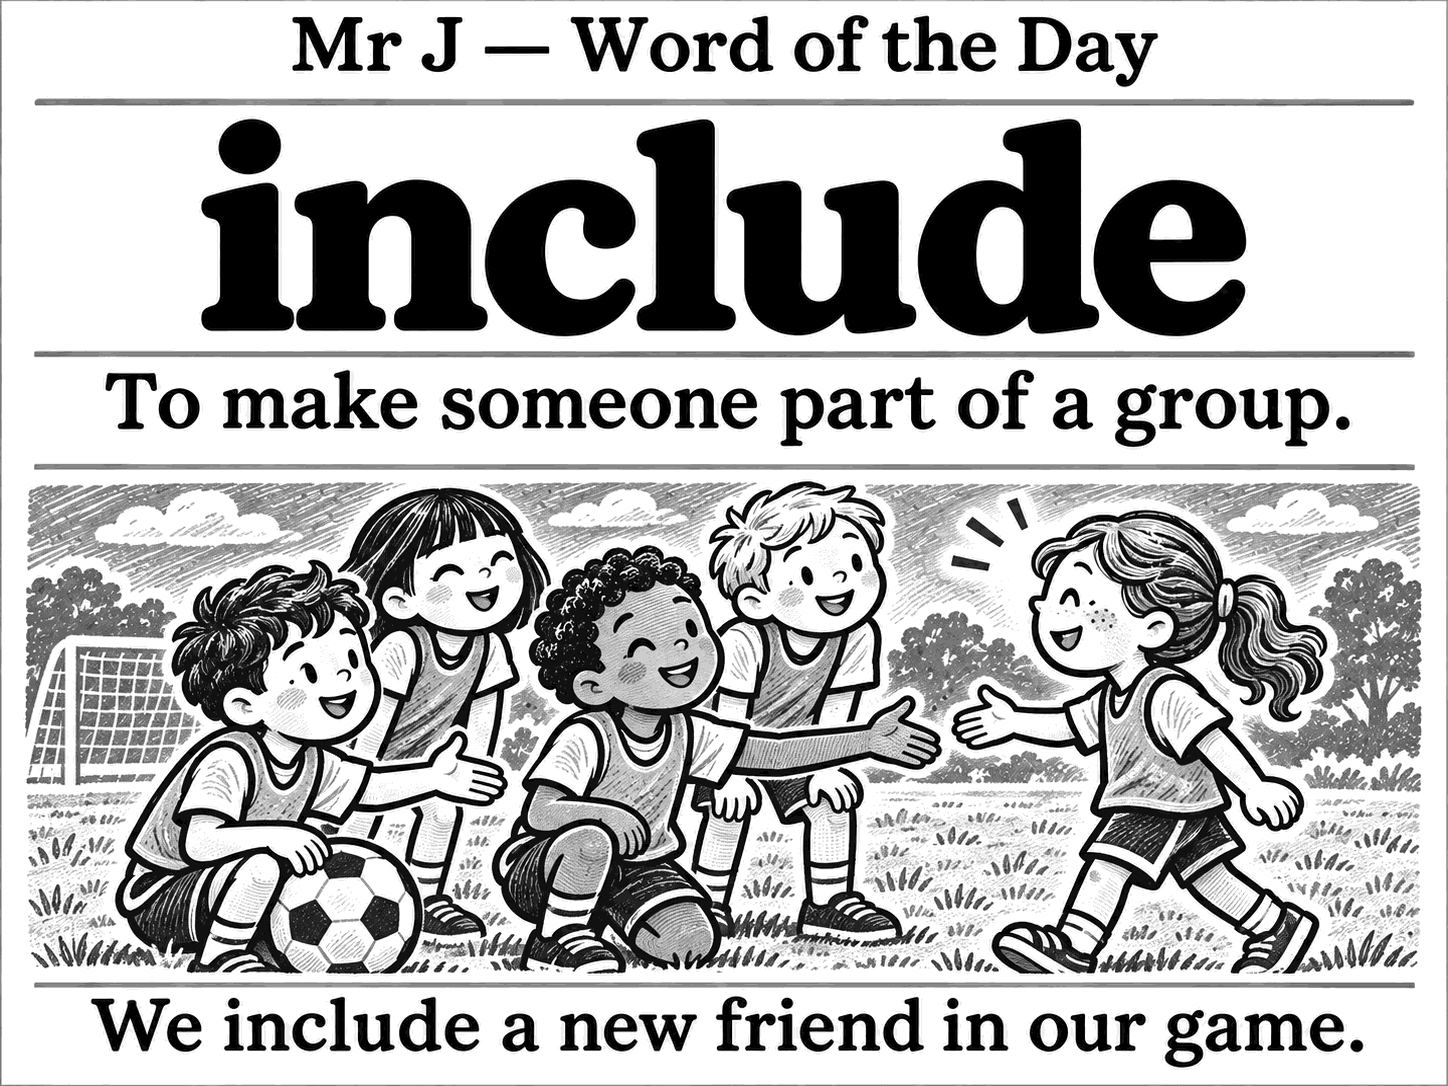 Mr J — Word of the Day
include
To make someone part of a group.
We include a new friend in our game.